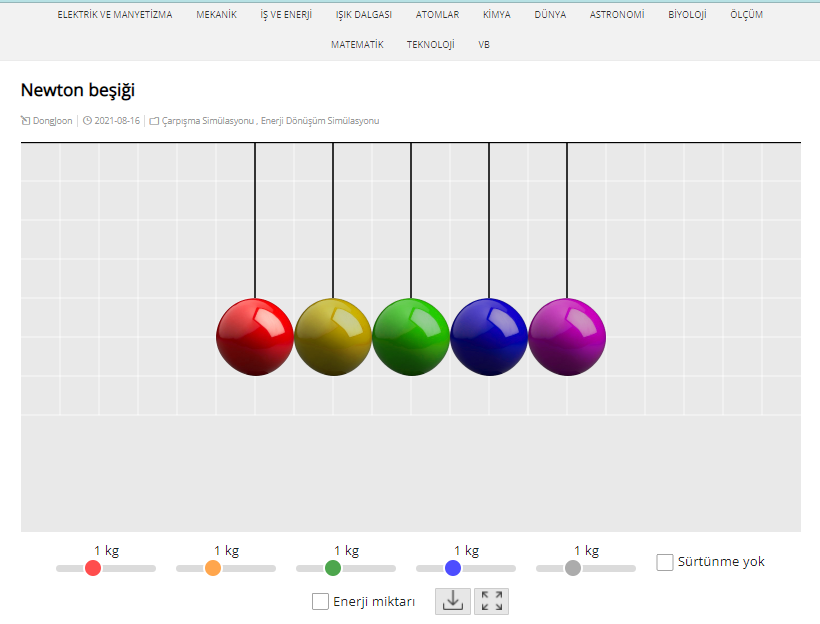 ELEKTRİK VE MANYETİZMA MEKANİK İŞ VE ENERJİ IŞIK DALGASI ATOMLAR KİMYA DÜNYA ASTRONOMİ BİYOLOJİ ÖLÇÜM
MATEMATİK TEKNOLOJİ VB
Newton beşiği
DongJoon 2021-08-16 Çarpışma Simülasyonu , Enerji Dönüşüm Simülasyonu
1 kg 1 kg 1 kg 1 kg 1 kg
Sürtünme yok
Enerji miktarı